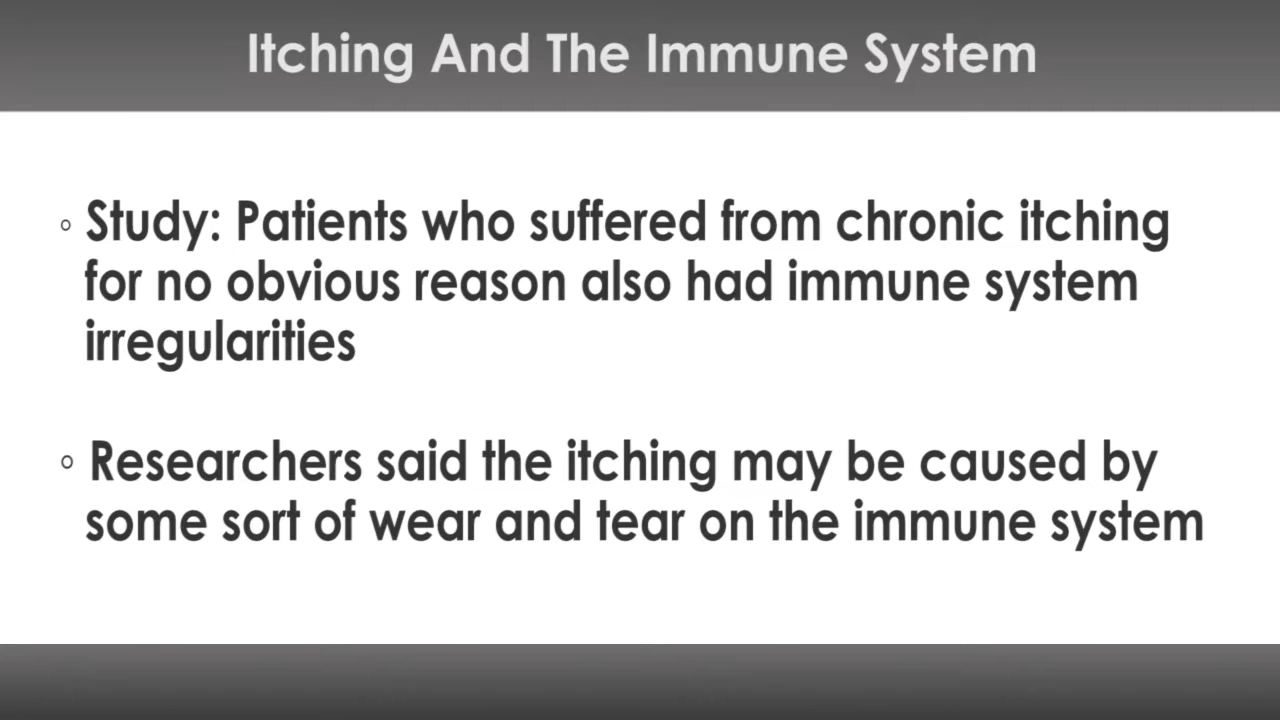 Itching And The Immune System
◦ Study: Patients who suffered from chronic itching
for no obvious reason also had immune system
irregularities
◦ Researchers said the itching may be caused by
some sort of wear and tear on the immune system